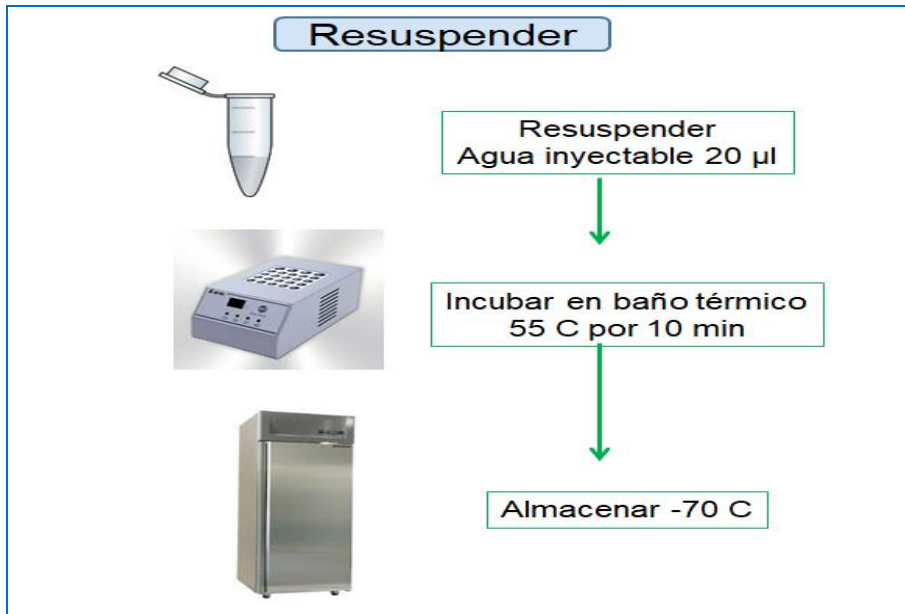 Resuspender
Resuspender
Agua inyectable 20 µl
Incubar en baño térmico
55 C por 10 min
Almacenar -70 C